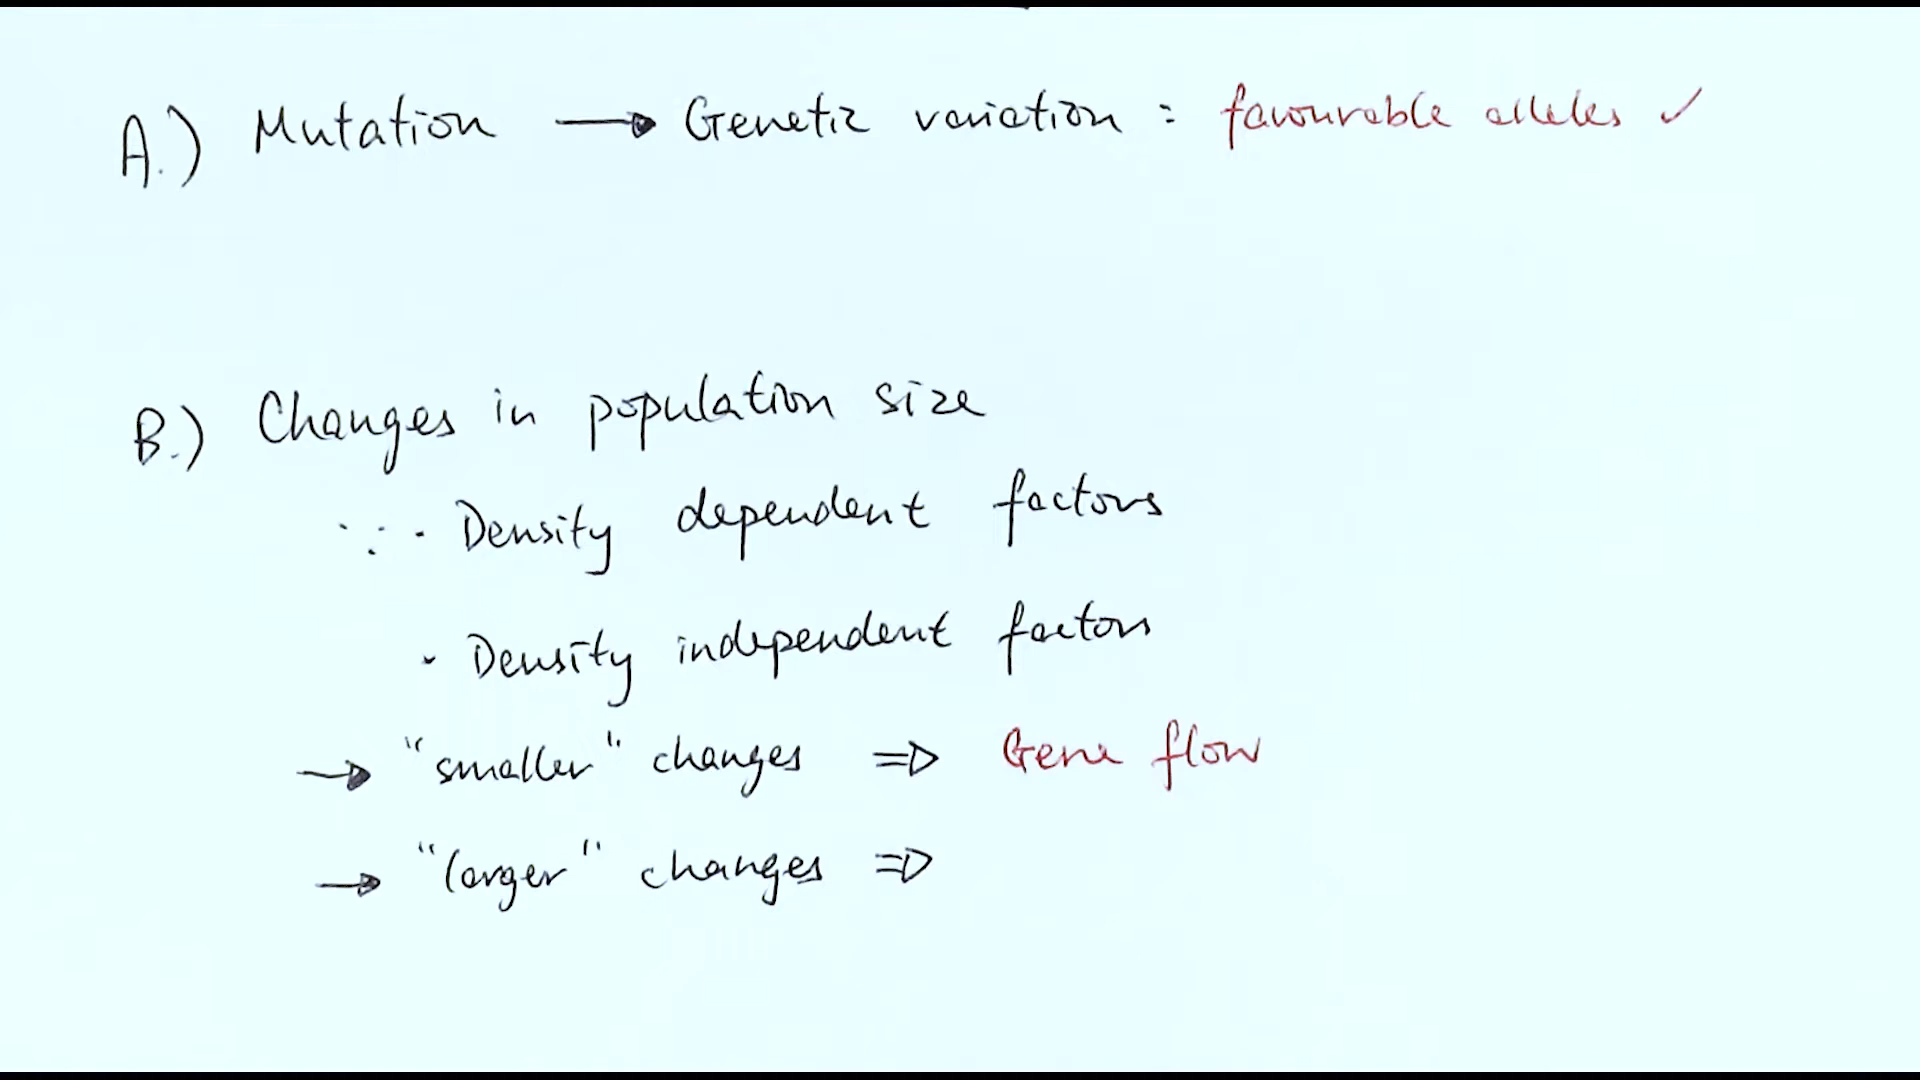 A.) Mutation → Genetic variation : favourable alleles ✓
B.) Changes in population size
∵ · Density dependent factors
· Density independent factors
→ "smaller" changes ⇒ Gene flow
→ "larger" changes ⇒